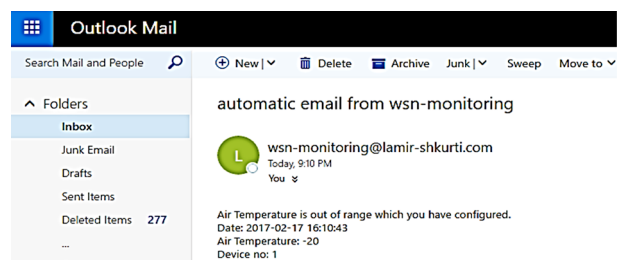 Outlook Mail
Search Mail and People
New | Delete Archive Junk | Sweep Move to
Folders
Inbox
Junk Email
Drafts
Sent Items
Deleted Items 277
...
automatic email from wsn-monitoring
L
wsn-monitoring@lamir-shkurti.com
Today, 9:10 PM
You
Air Temperature is out of range which you have configured.
Date: 2017-02-17 16:10:43
Air Temperature: -20
Device no: 1